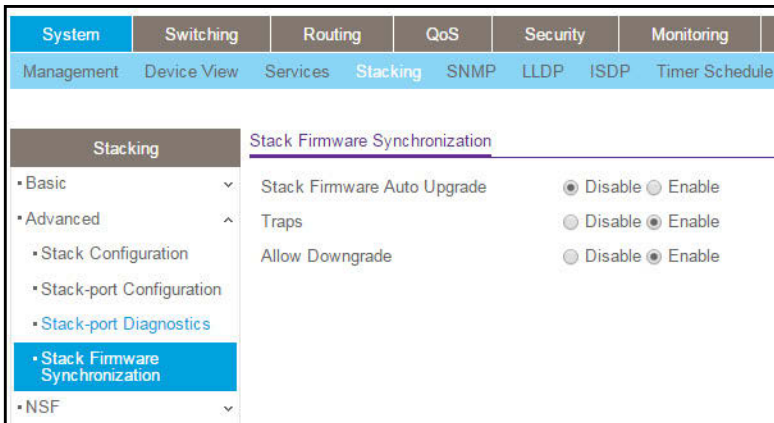 System Switching Routing QoS Security Monitoring
Management Device View Services Stacking SNMP LLDP ISDP Timer Schedule
Stacking
Basic
Advanced
Stack Configuration
Stack-port Configuration
Stack-port Diagnostics
Stack Firmware
Synchronization
NSF
Stack Firmware Synchronization
Stack Firmware Auto Upgrade Disable Enable
Traps Disable Enable
Allow Downgrade Disable Enable